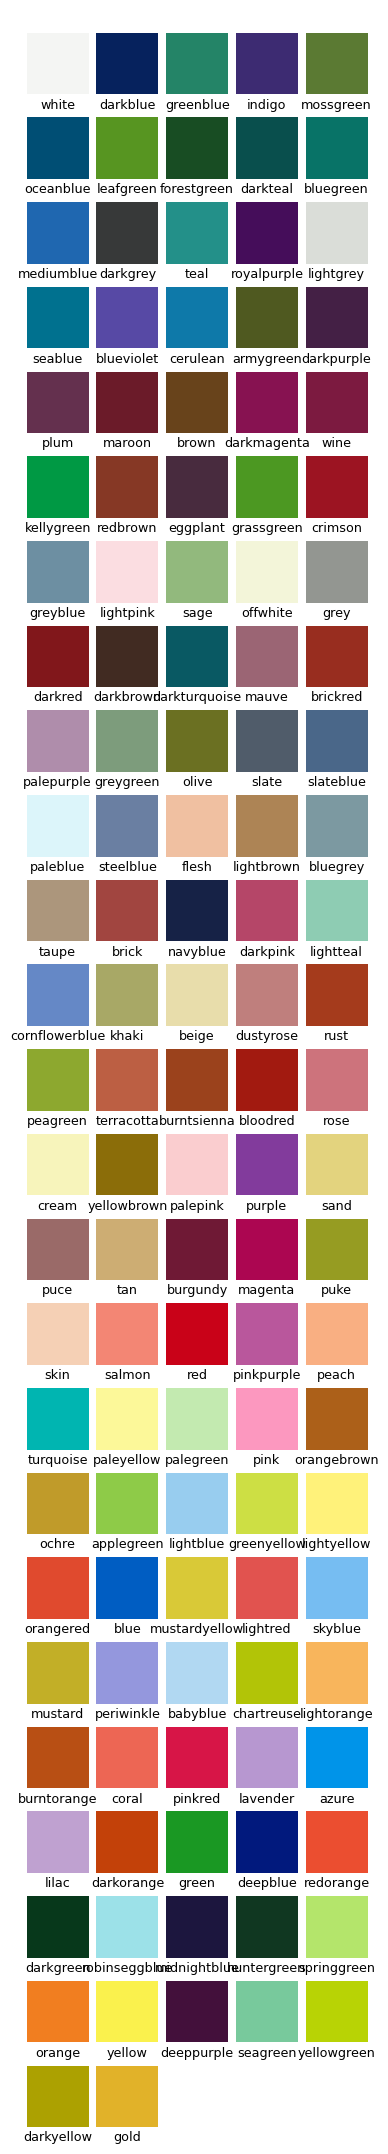 white darkblue greenblue indigo mossgreen
oceanblue leafgreen forestgreen darkteal bluegreen
mediumblue darkgrey teal royalpurple lightgrey
seablue blueviolet cerulean armygreen darkpurple
plum maroon brown darkmagenta wine
kellygreen redbrown eggplant grassgreen crimson
greyblue lightpink sage offwhite grey
darkred darkbrown darkturquoise mauve brickred
palepurple greygreen olive slate slateblue
paleblue steelblue flesh lightbrown bluegrey
taupe brick navyblue darkpink lightteal
cornflowerblue khaki beige dustyrose rust
peagreen terracotta burntsienna bloodred rose
cream yellowbrown palepink purple sand
puce tan burgundy magenta puke
skin salmon red pinkpurple peach
turquoise paleyellow palegreen pink orangebrown
ochre applegreen lightblue greenyellow lightyellow
orangered blue mustardyellow lightred skyblue
mustard periwinkle babyblue chartreuse lightorange
burntorange coral pinkred lavender azure
lilac darkorange green deepblue redorange
darkgreen robinseggblue midnightblue huntergreen springgreen
orange yellow deeppurple seagreen yellowgreen
darkyellow gold